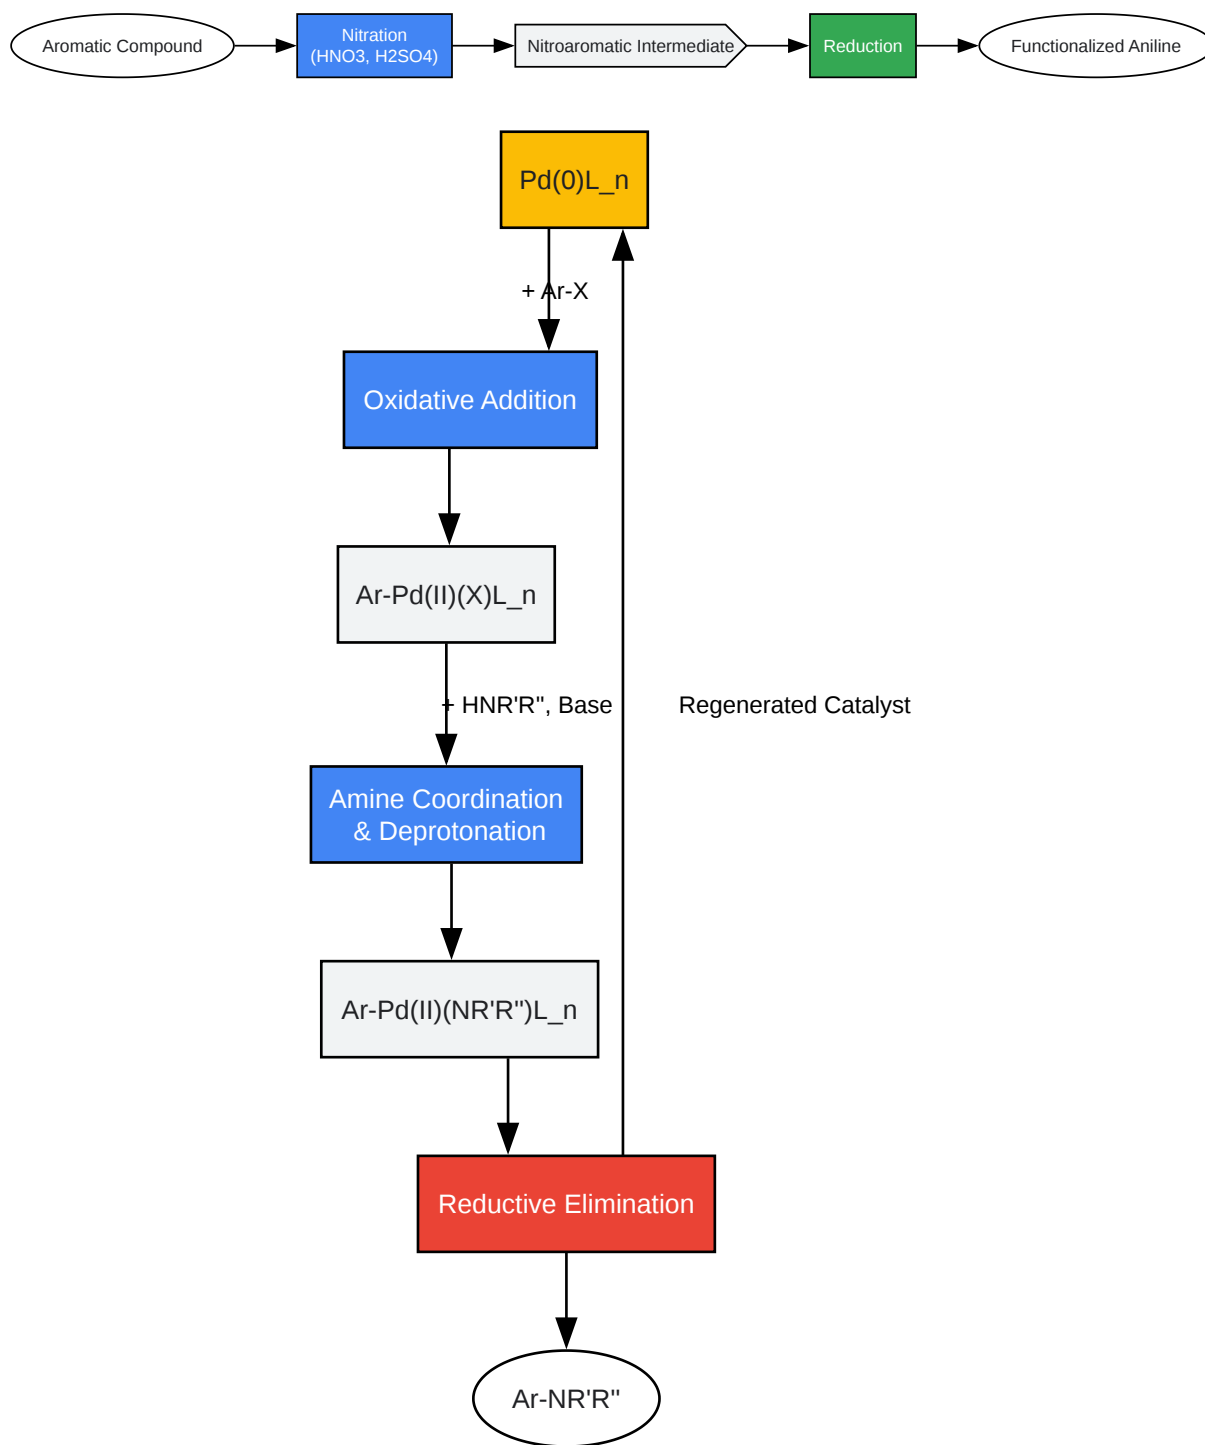 Aromatic Compound
Nitration
(HNO3, H2SO4)
Nitroaromatic Intermediate
Reduction
Functionalized Aniline
Pd(0)L_n
+ Ar-X
Oxidative Addition
Ar-Pd(II)(X)L_n
+ HNR'R", Base
Regenerated Catalyst
Amine Coordination
& Deprotonation
Ar-Pd(II)(NR'R")L_n
Reductive Elimination
Ar-NR'R"